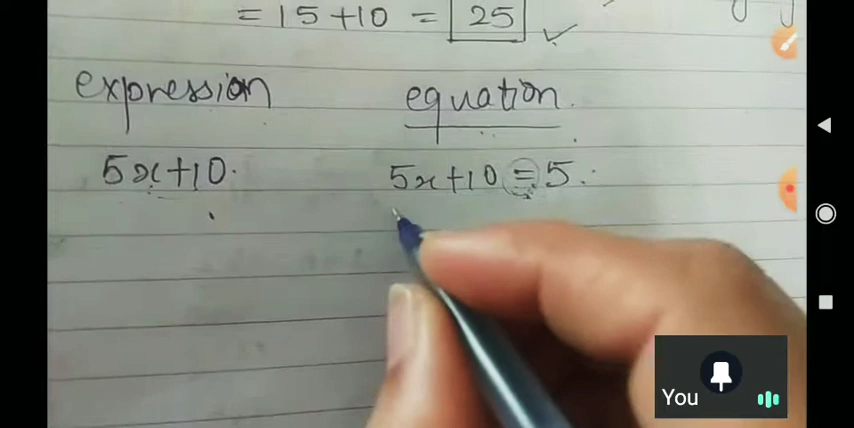 = 15 + 10 = 25
expression equation
5x+10. 5x+10 = 5.
You